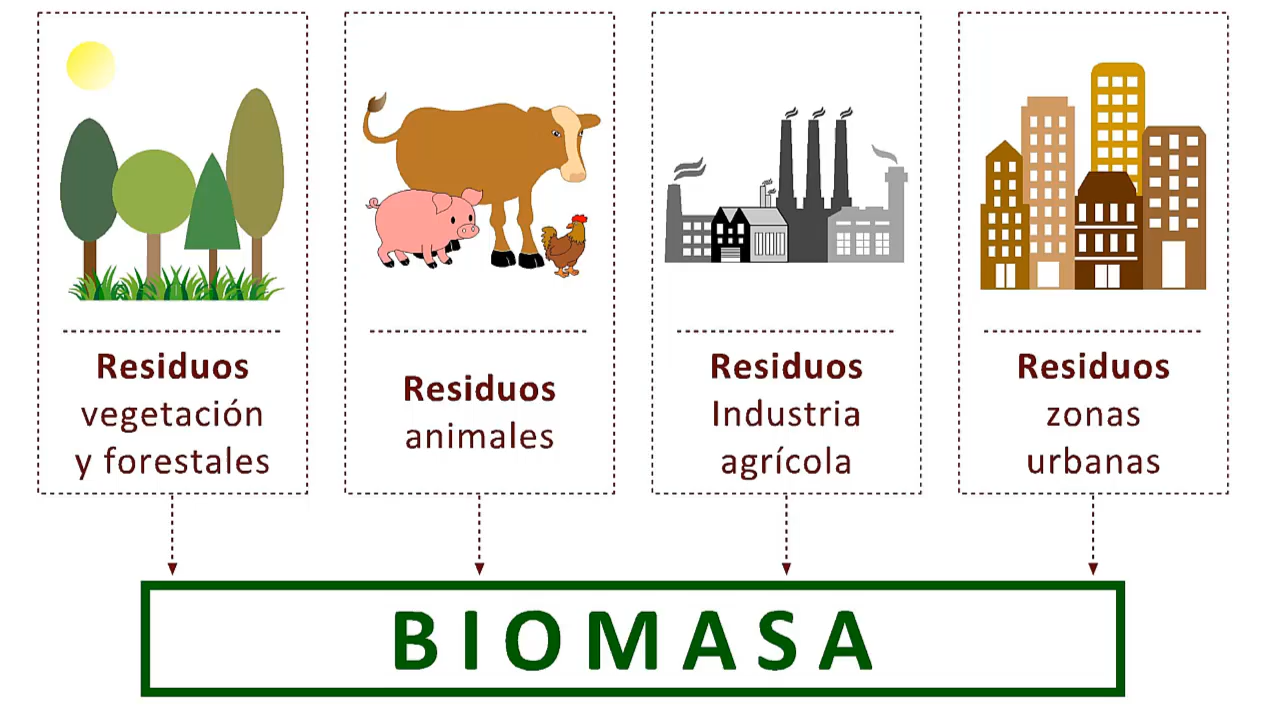 Residuos
vegetación
y forestales
Residuos
animales
Residuos
Industria
agrícola
Residuos
zonas
urbanas
BIOMASA